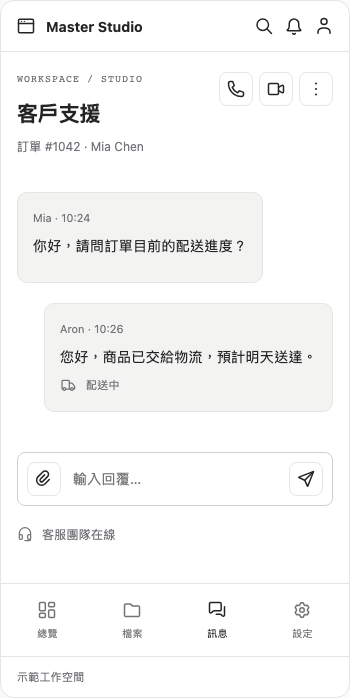 Master Studio
WORKSPACE / STUDIO
客戶支援
訂單 #1042 · Mia Chen
Mia · 10:24
你好，請問訂單目前的配送進度？
Aron · 10:26
您好，商品已交給物流，預計明天送達。
配送中
輸入回覆...
客服團隊在線
總覽
檔案
訊息
設定
示範工作空間